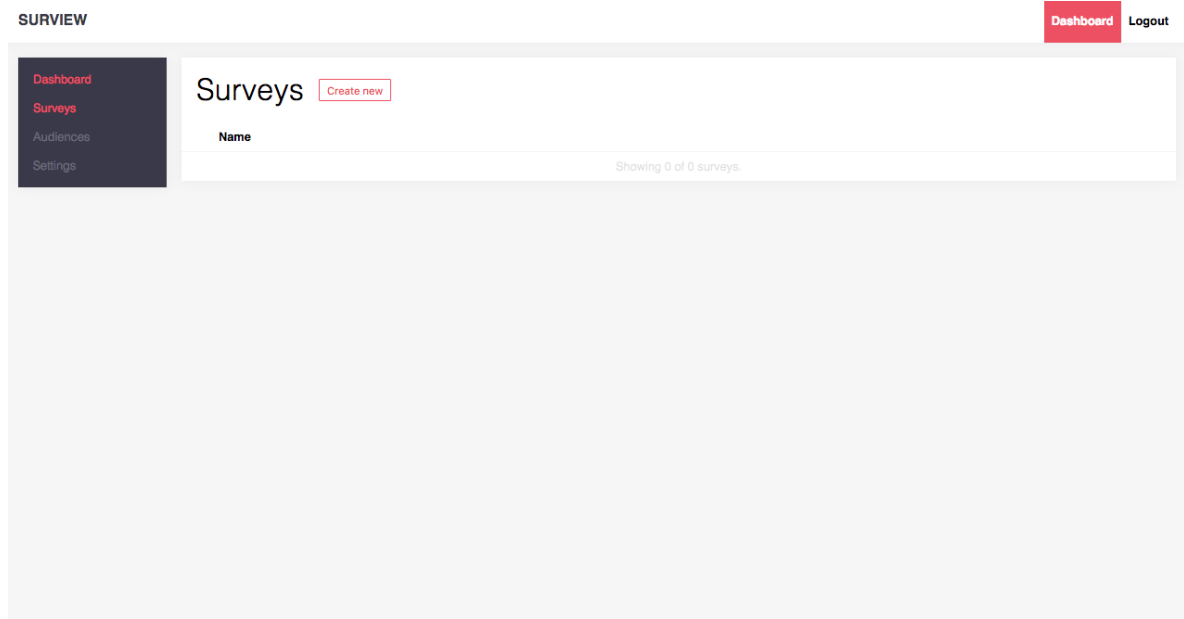 SURVIEW
Dashboard Logout
Dashboard
Surveys
Audiences
Settings
Surveys Create new
Name
Showing 0 of 0 surveys.